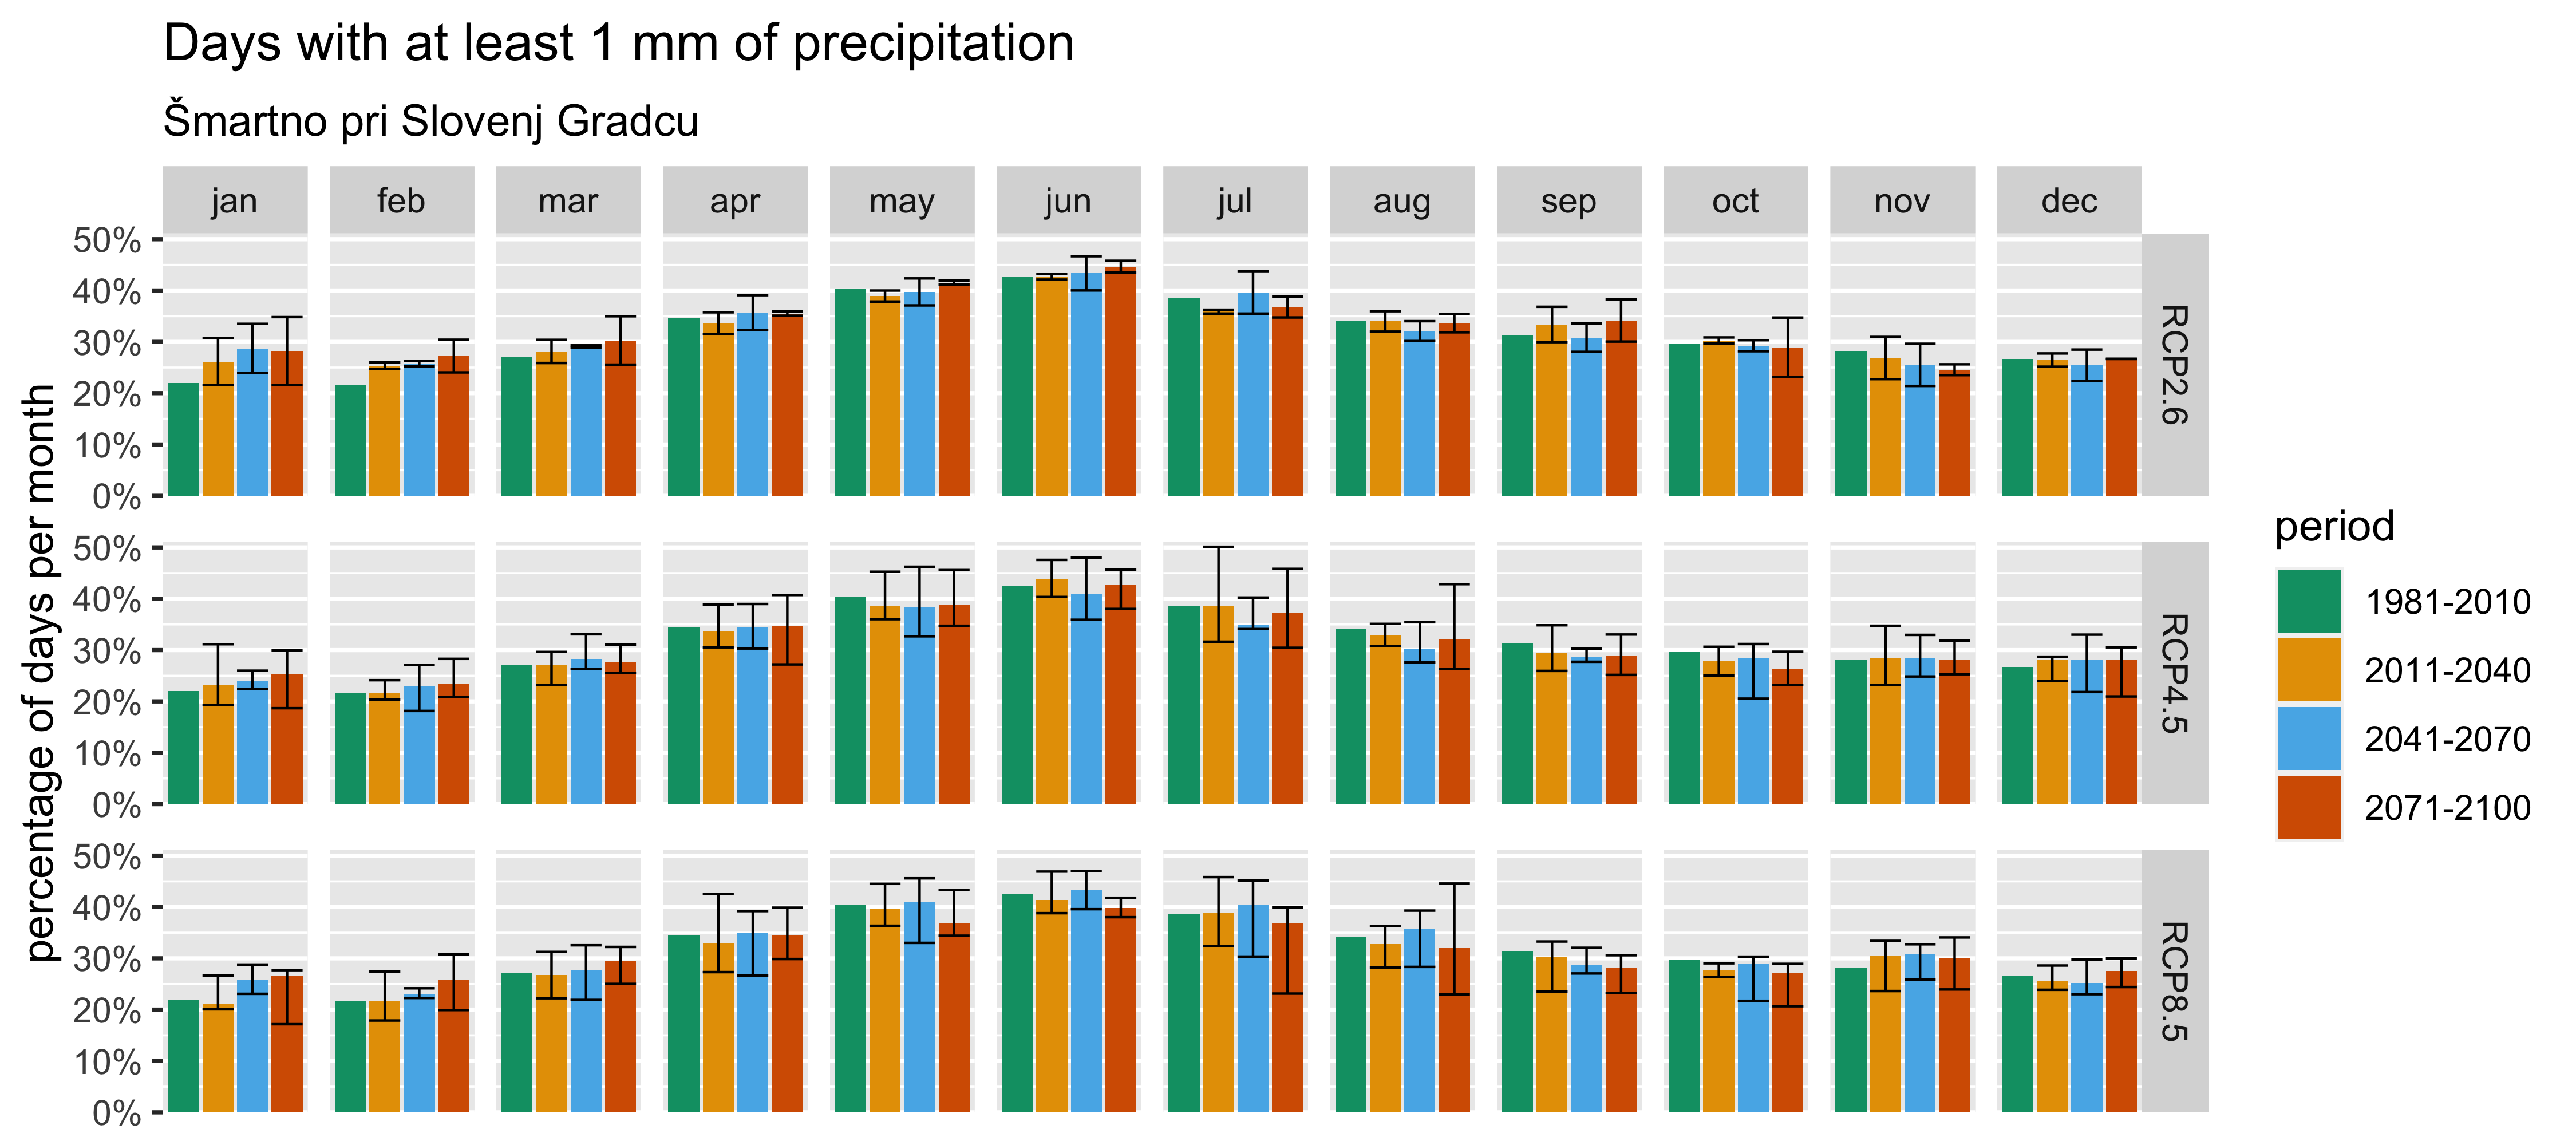 Days with at least 1 mm of precipitation
Šmartno pri Slovenj Gradcu
jan feb mar apr may jun jul aug sep oct nov dec
percentage of days per month
50%
40%
30%
20%
10%
0%
RCP2.6
50%
40%
30%
20%
10%
0%
RCP4.5
50%
40%
30%
20%
10%
0%
RCP8.5
period
1981-2010
2011-2040
2041-2070
2071-2100